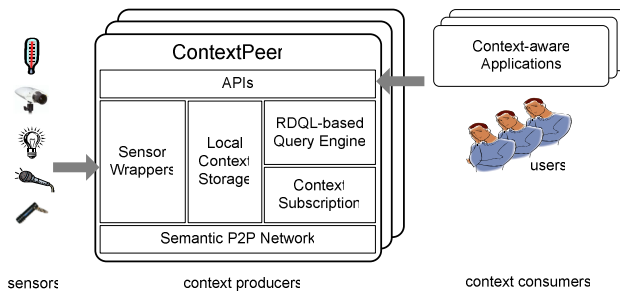 ContextPeer
APIs
Sensor
Wrappers
Local
Context
Storage
RDQL-based
Query Engine
Context
Subscription
Semantic P2P Network
Context-aware
Applications
users
sensors
context producers
context consumers